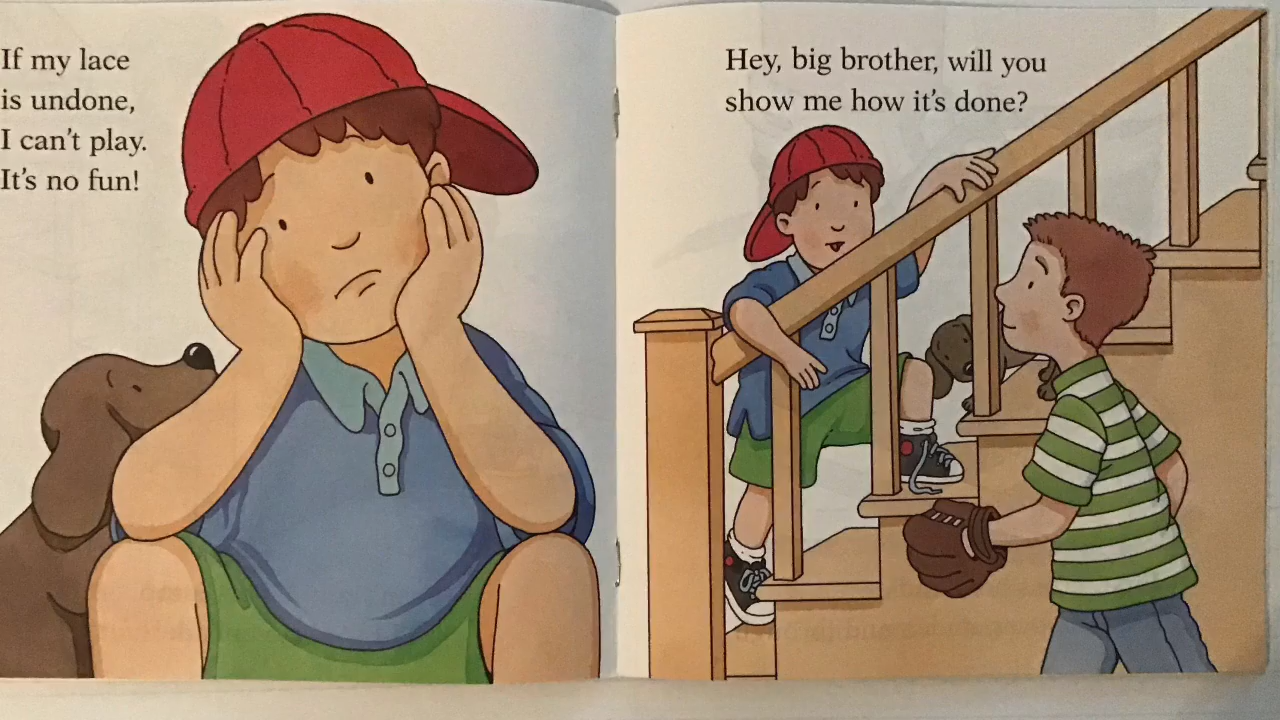 If my lace
is undone,
I can't play.
It's no fun!
Hey, big brother, will you
show me how it's done?